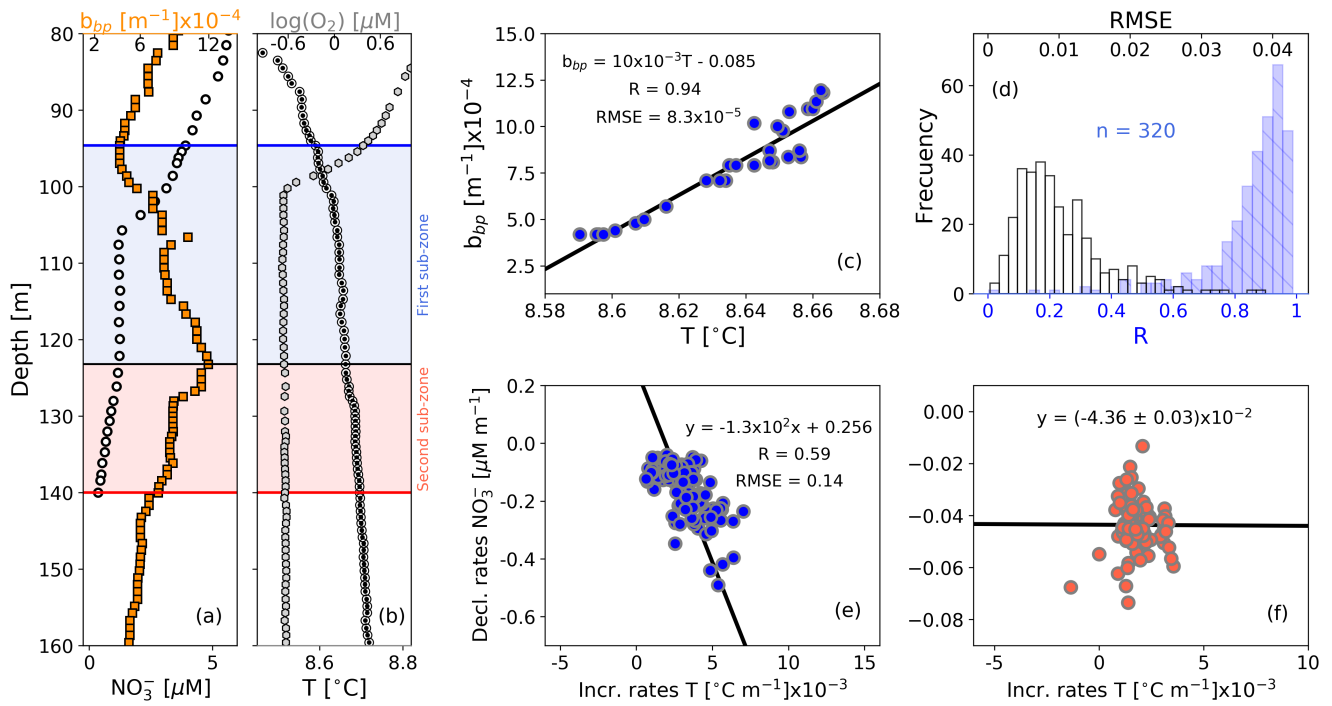 b_bp [m⁻¹]x10⁻⁴
2 6 12
80
90
100
110
120
130
140
150
160
Depth [m]
0 5
NO₃⁻ [μM]
(a)
log(O₂) [μM]
-0.6 0 0.6
8.6 8.8
T [°C]
(b)
First sub-zone
Second sub-zone
15.0
12.5
10.0
7.5
5.0
2.5
b_bp [m⁻¹]x10⁻⁴
b_bp = 10x10⁻³T - 0.085
R = 0.94
RMSE = 8.3x10⁻⁵
(c)
8.58 8.6 8.62 8.64 8.66 8.68
T [°C]
RMSE
0 0.01 0.02 0.03 0.04
(d)
n = 320
60
40
20
0
Frecuency
0 0.2 0.4 0.6 0.8 1
R
0.2
0.0
-0.2
-0.4
-0.6
Decl. rates NO₃⁻ [μM m⁻¹]
y = -1.3x10²x + 0.256
R = 0.59
RMSE = 0.14
(e)
-5 0 5 10 15
Incr. rates T [°C m⁻¹]x10⁻³
0.00
−0.02
−0.04
−0.06
−0.08
y = (-4.36 ± 0.03)x10⁻²
(f)
−5 0 5 10
Incr. rates T [°C m⁻¹]x10⁻³